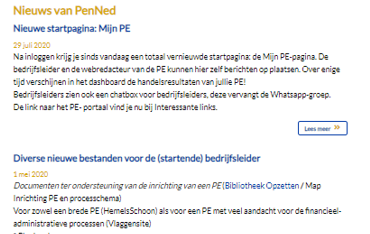 Nieuws van PenNed
Nieuwe startpagina: Mijn PE
29 juli 2020
Na inloggen krijg je sinds vandaag een totaal vernieuwde startpagina: de Mijn PE-pagina. De
bedrijfsleider en de webredacteur van de PE kunnen hier zelf berichten op plaatsen. Over enige
tijd verschijnen in het dashboard de handelsresultaten van jullie PE!
Bedrijfsleiders zien ook een chatbox voor bedrijfsleiders, deze vervangt de Whatsapp-groep.
De link naar het PE- portaal vind je nu bij Interessante links.
Lees meer »
Diverse nieuwe bestanden voor de (startende) bedrijfsleider
1 mei 2020
Documenten ter ondersteuning van de inrichting van een PE (Bibliotheek Opzetten / Map
Inrichting PE en processchema)
Voor zowel een brede PE (HemelsSchoon) als voor een PE met veel aandacht voor de financieel-
administratieve processen (Vlaggensite)